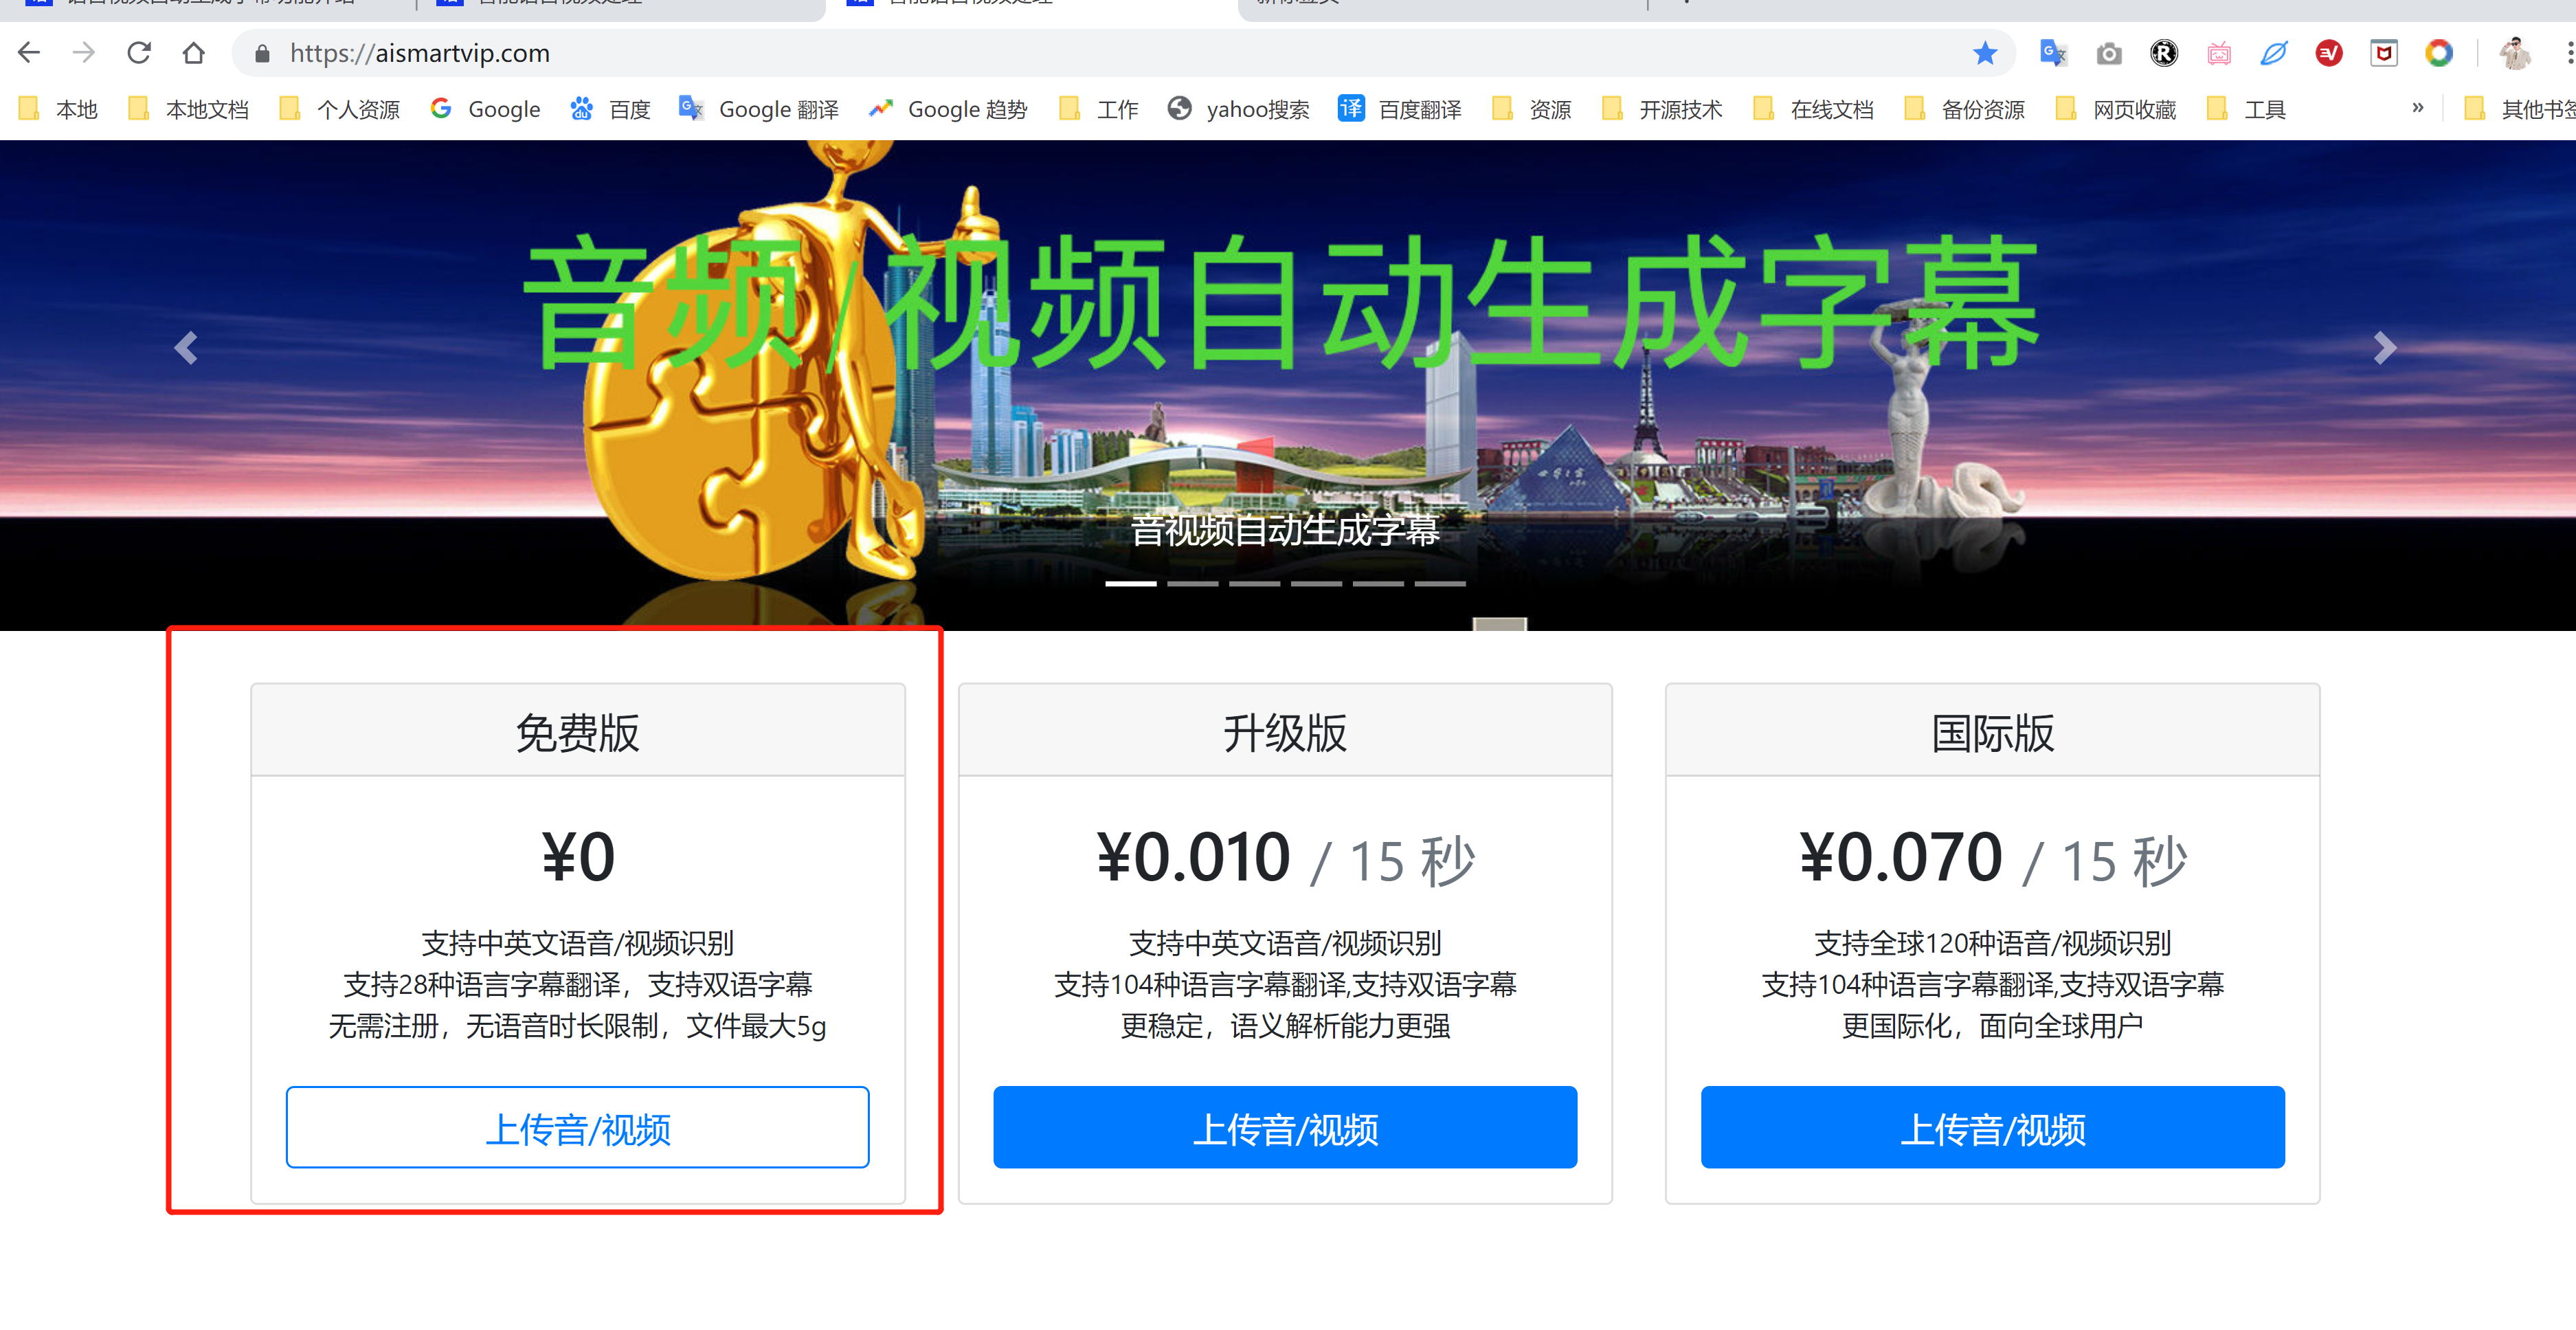 https://aismartvip.com
本地 本地文档 个人资源 Google 百度 Google 翻译 Google 趋势 工作 yahoo搜索 百度翻译 资源 开源技术 在线文档 备份资源 网页收藏 工具 » 其他书签
音频/视频自动生成字幕
音视频自动生成字幕
免费版
¥0
支持中英文语音/视频识别
支持28种语言字幕翻译，支持双语字幕
无需注册，无语音时长限制，文件最大5g
上传音/视频
升级版
¥0.010 / 15 秒
支持中英文语音/视频识别
支持104种语言字幕翻译,支持双语字幕
更稳定，语义解析能力更强
上传音/视频
国际版
¥0.070 / 15 秒
支持全球120种语音/视频识别
支持104种语言字幕翻译,支持双语字幕
更国际化，面向全球用户
上传音/视频